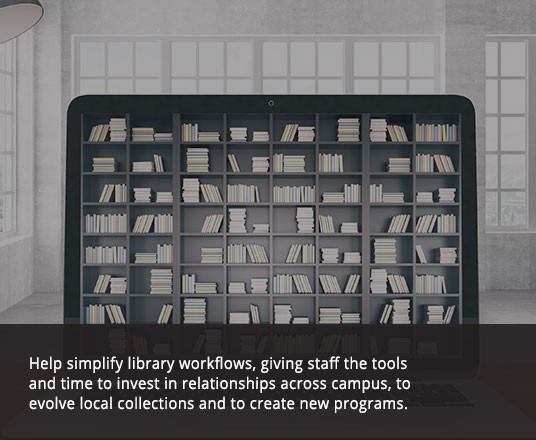 Help simplify library workflows, giving staff the tools
and time to invest in relationships across campus, to
evolve local collections and to create new programs.